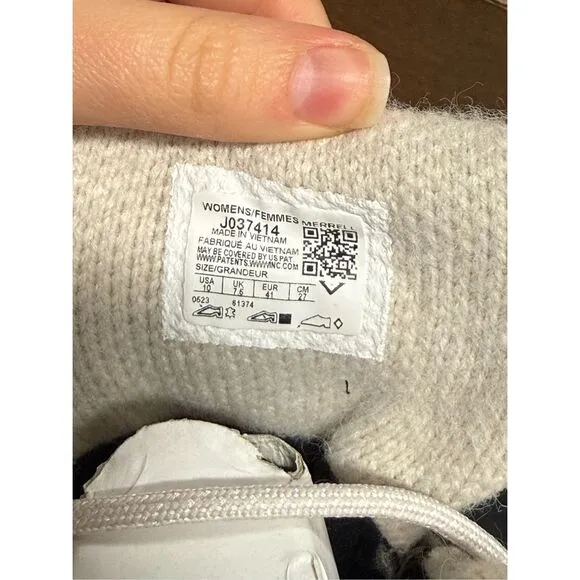 WOMENS/FEMMES
MERRELL
J037414
MADE IN VIETNAM
FABRIQUÉ AU VIETNAM
MAY BE COVERED BY US PAT
WWW.PATENTS.WWWINC.COM
SIZE/GRANDEUR
USA UK EUR CM
10 7.5 41 27
0623 61374